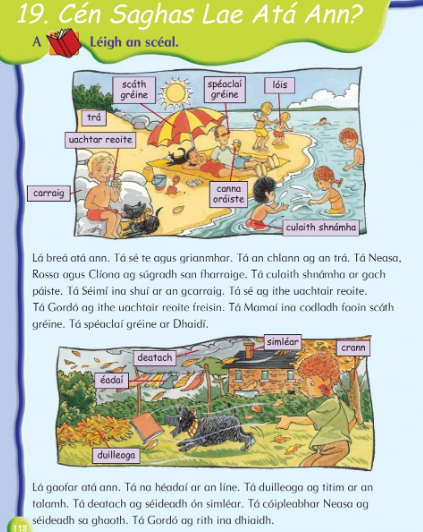 19. Cén Saghas Lae Atá Ann?
A Léigh an scéal.
scáth gréine
spéaclaí gréine
lóis
trá
uachtar reoite
carraig
canna oráiste
culaith shnámha
Lá breá atá ann. Tá sé te agus grianmhar. Tá an chlann ag an trá. Tá Neasa,
Rossa agus Clíona ag súgradh san fharraige. Tá culaith shnámha ar gach
páiste. Tá Séimí ina shuí ar an gcarraig. Tá sé ag ithe uachtair reoite.
Tá Gordó ag ithe uachtair reoite freisin. Tá Mamaí ina codladh faoin scáth
gréine. Tá spéaclaí gréine ar Dhaidí.
simléar
crann
deatach
éadaí
duilleoga
Lá gaofar atá ann. Tá na héadaí ar an líne. Tá duilleoga ag titim ar an
talamh. Tá deatach ag séideadh ón simléar. Tá cóipleabhar Neasa ag
séideadh sa ghaoth. Tá Gordó ag rith ina dhiaidh.
118